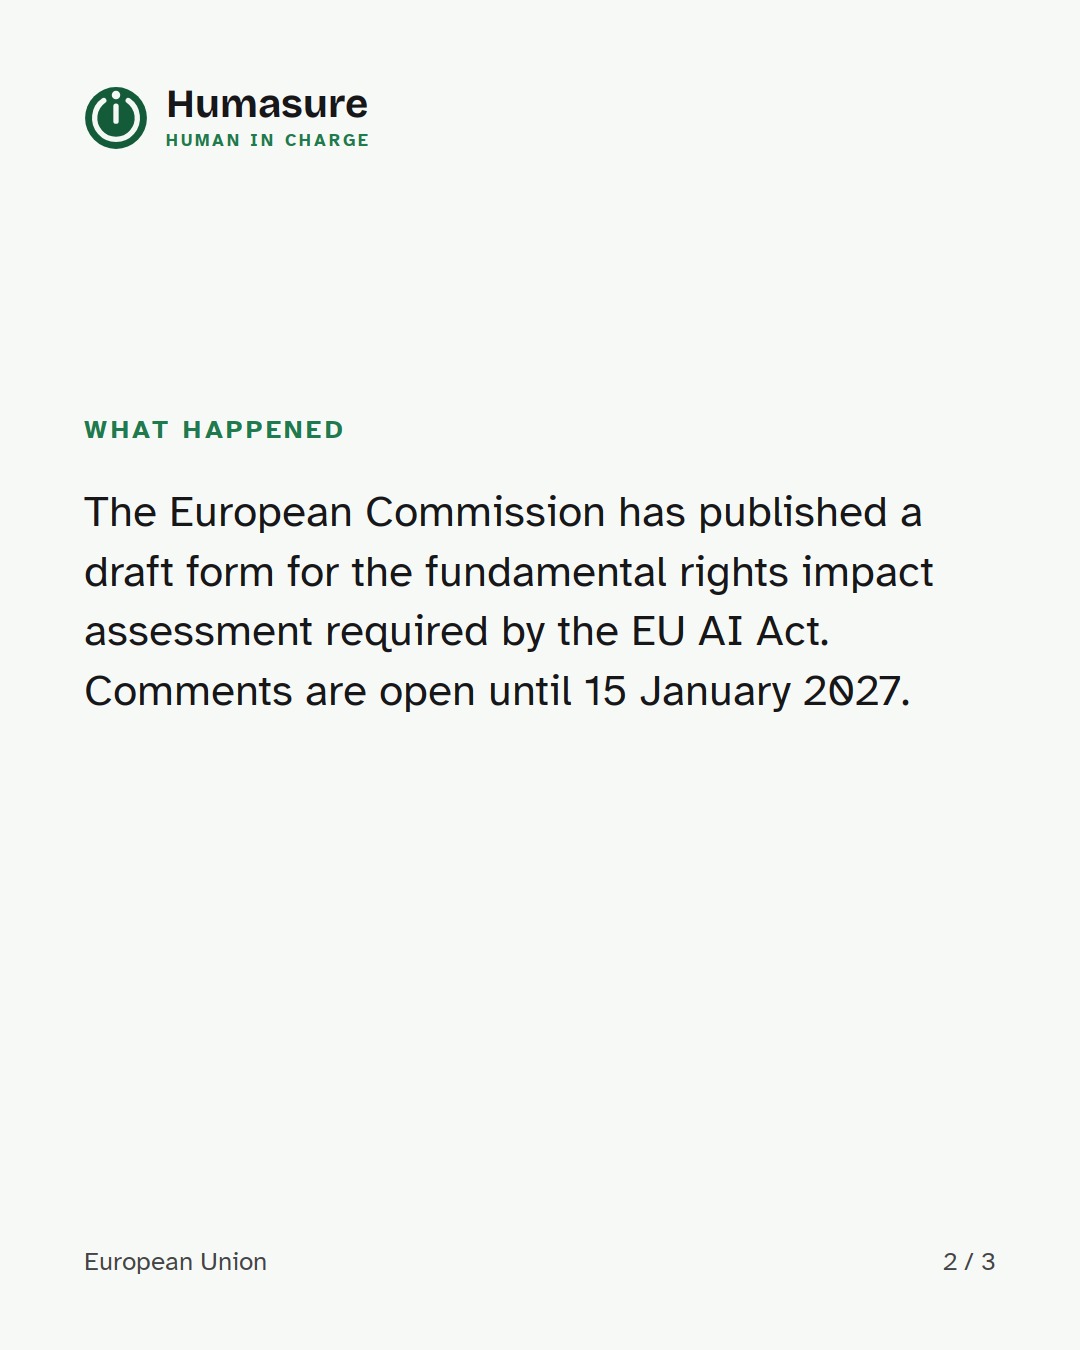 Humasure
HUMAN IN CHARGE
WHAT HAPPENED
The European Commission has published a
draft form for the fundamental rights impact
assessment required by the EU AI Act.
Comments are open until 15 January 2027.
European Union
2 / 3